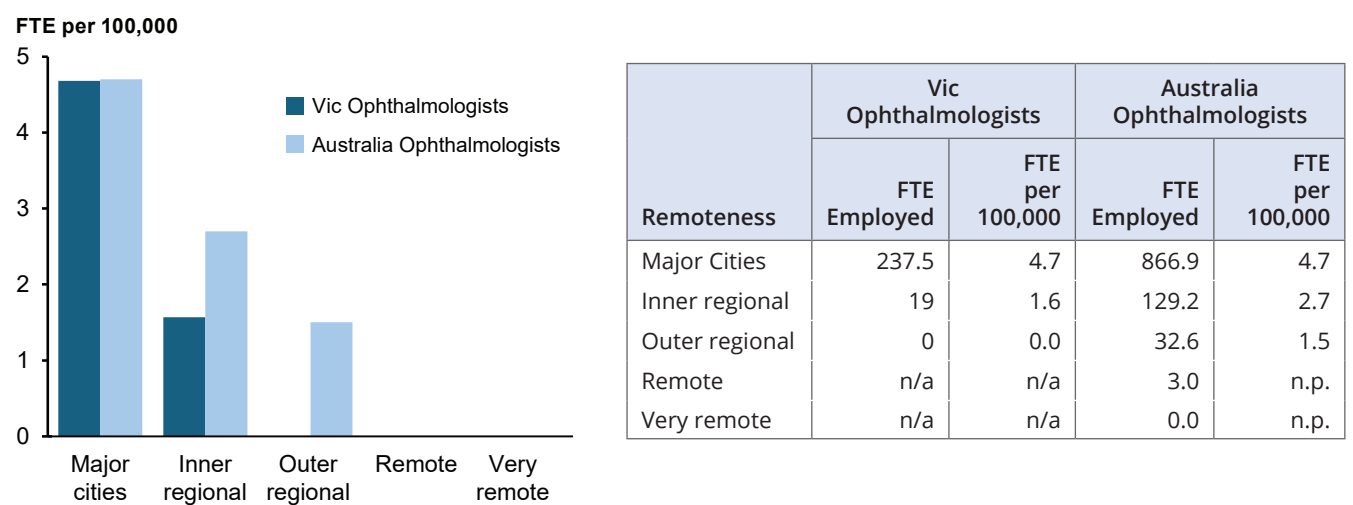 FTE per 100,000
5
4
3
2
1
0
Vic Ophthalmologists
Australia Ophthalmologists
Major cities
Inner regional
Outer regional
Remote
Very remote
Remoteness
Vic Ophthalmologists
Australia Ophthalmologists
FTE Employed
FTE per 100,000
FTE Employed
FTE per 100,000
Major Cities 237.5 4.7 866.9 4.7
Inner regional 19 1.6 129.2 2.7
Outer regional 0 0.0 32.6 1.5
Remote n/a n/a 3.0 n.p.
Very remote n/a n/a 0.0 n.p.